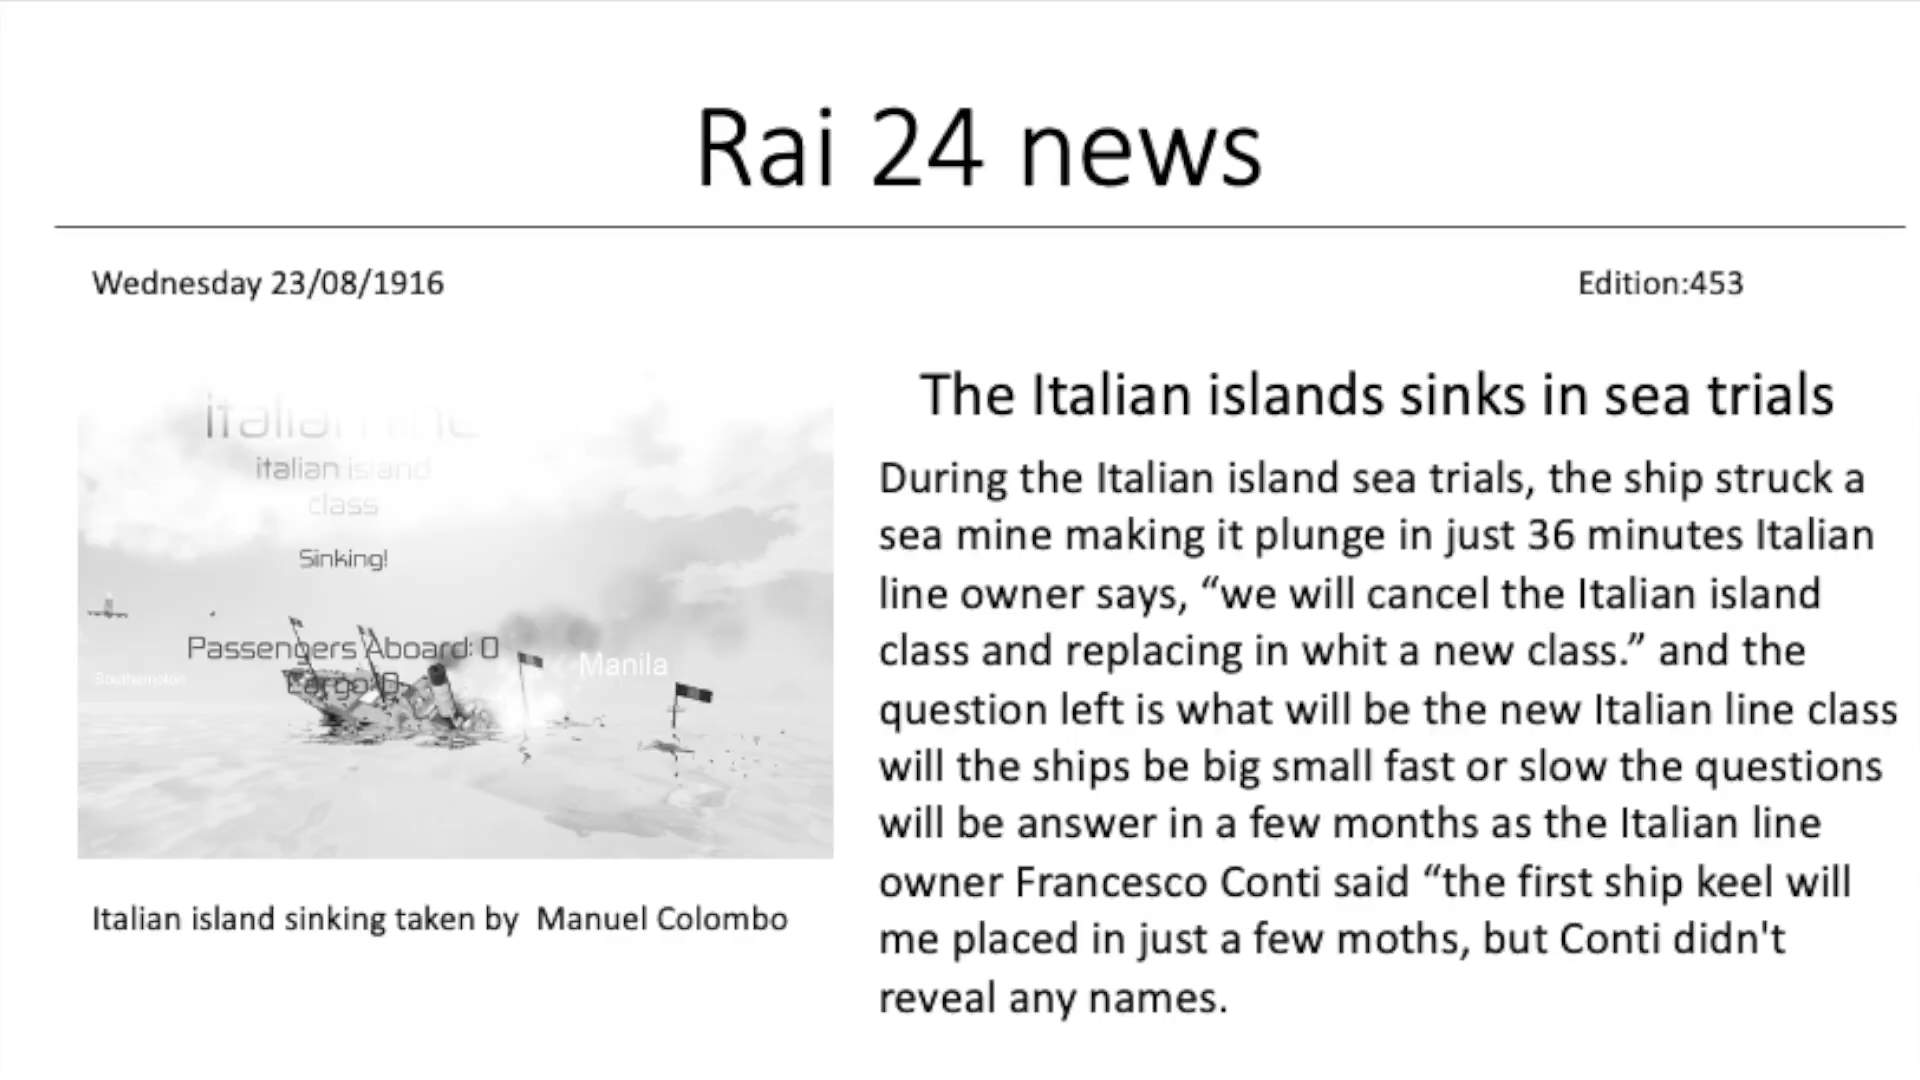 Rai 24 news
Wednesday 23/08/1916
Edition:453
italian line
italian island
class
Sinking!
Passengers Aboard: 0
Cargo: 0
Southampton
Manila
Italian island sinking taken by Manuel Colombo
The Italian islands sinks in sea trials
During the Italian island sea trials, the ship struck a
sea mine making it plunge in just 36 minutes Italian
line owner says, “we will cancel the Italian island
class and replacing in whit a new class.” and the
question left is what will be the new Italian line class
will the ships be big small fast or slow the questions
will be answer in a few months as the Italian line
owner Francesco Conti said “the first ship keel will
me placed in just a few moths, but Conti didn't
reveal any names.